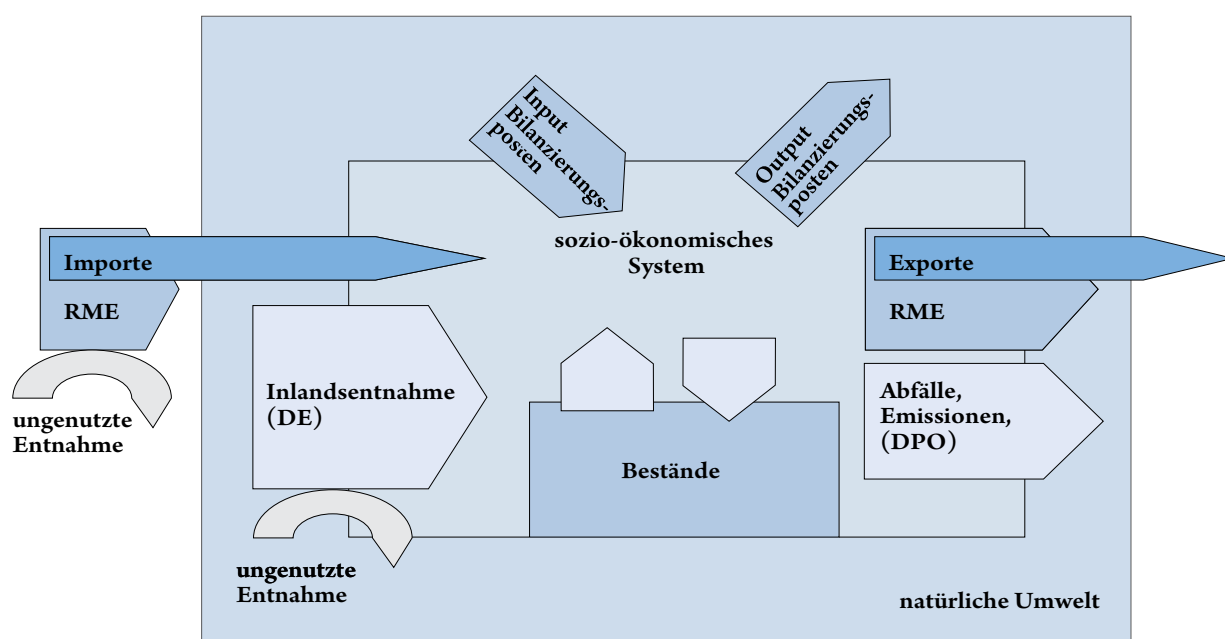 Input
Bilanzierungs-
posten
Output
Bilanzierungs-
posten
sozio-ökonomisches
System
Importe
RME
ungenutzte
Entnahme
Exporte
RME
Inlandsentnahme
(DE)
Abfälle,
Emissionen,
(DPO)
Bestände
ungenutzte
Entnahme
natürliche Umwelt